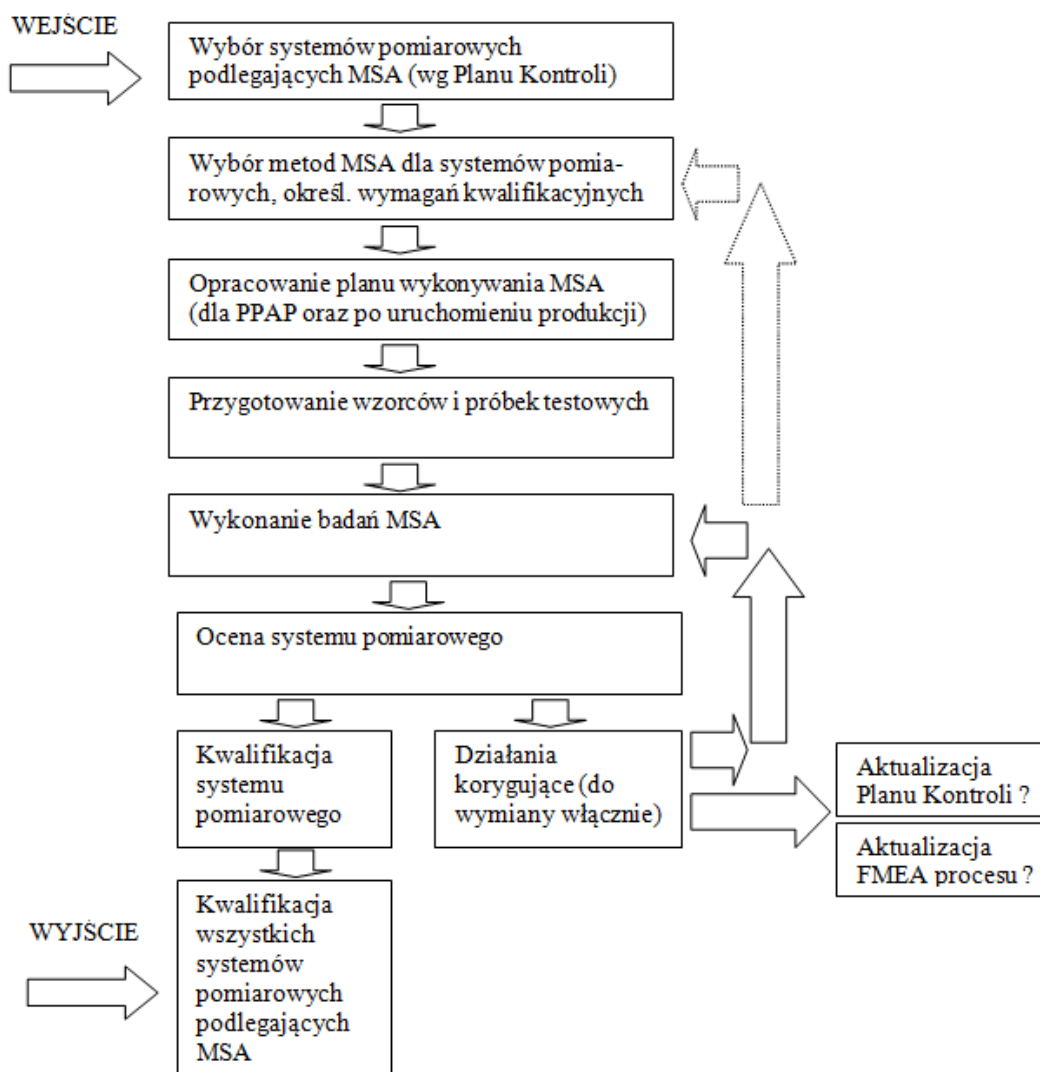 WEJŚCIE
Wybór systemów pomiarowych
podlegających MSA (wg Planu Kontroli)
Wybór metod MSA dla systemów pomia-
rowych, określ. wymagań kwalifikacyjnych
Opracowanie planu wykonywania MSA
(dla PPAP oraz po uruchomieniu produkcji)
Przygotowanie wzorców i próbek testowych
Wykonanie badań MSA
Ocena systemu pomiarowego
Kwalifikacja
systemu
pomiarowego
Działania
korygujące (do
wymiany włącznie)
Aktualizacja
Planu Kontroli ?
Aktualizacja
FMEA procesu ?
WYJŚCIE
Kwalifikacja
wszystkich
systemów
pomiarowych
podlegających
MSA